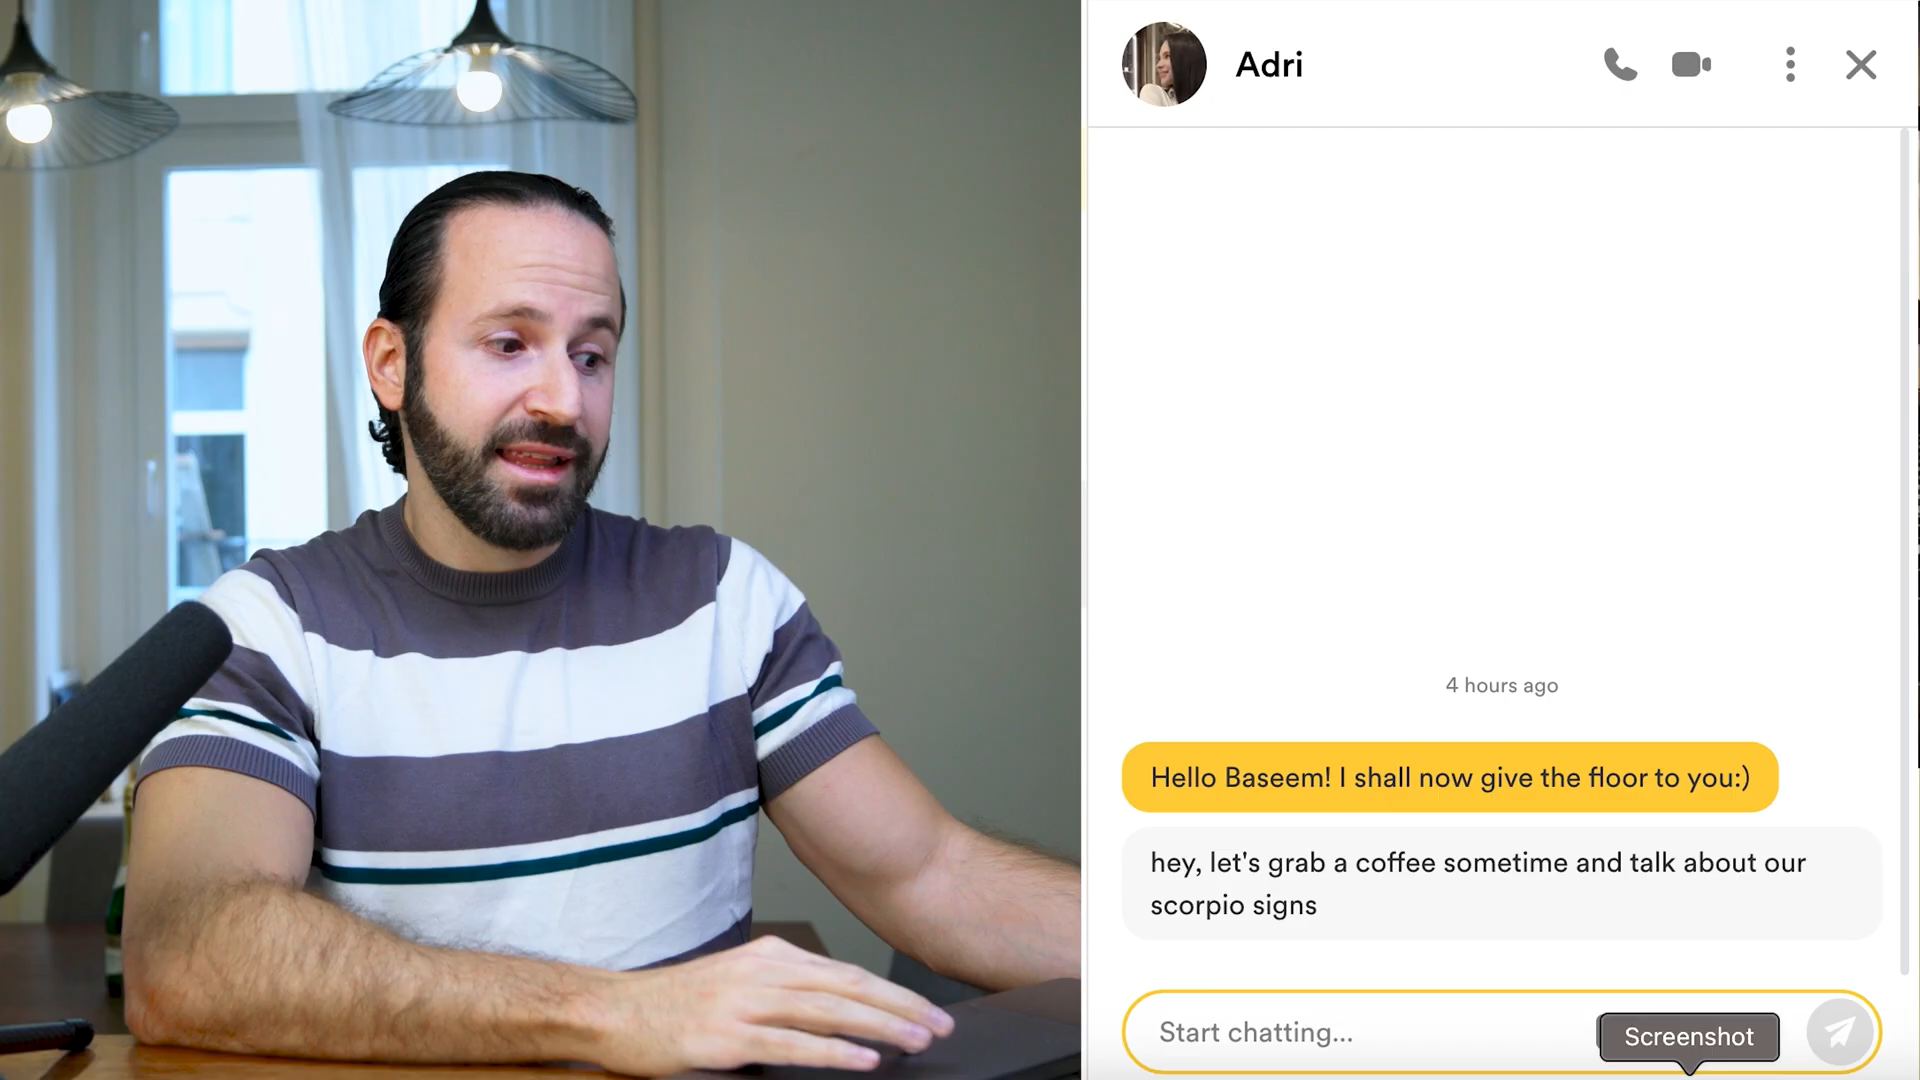 Adri
4 hours ago
Hello Baseem! I shall now give the floor to you:)
hey, let's grab a coffee sometime and talk about our
scorpio signs
Start chatting...
Screenshot